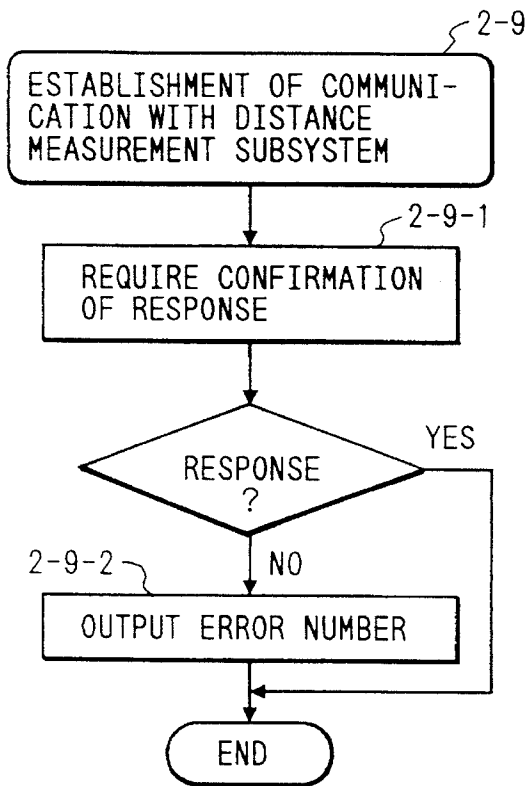 2-9
ESTABLISHMENT OF COMMUNI-
CATION WITH DISTANCE
MEASUREMENT SUBSYSTEM
2-9-1
REQUIRE CONFIRMATION
OF RESPONSE
YES
RESPONSE
?
NO
2-9-2
OUTPUT ERROR NUMBER
END